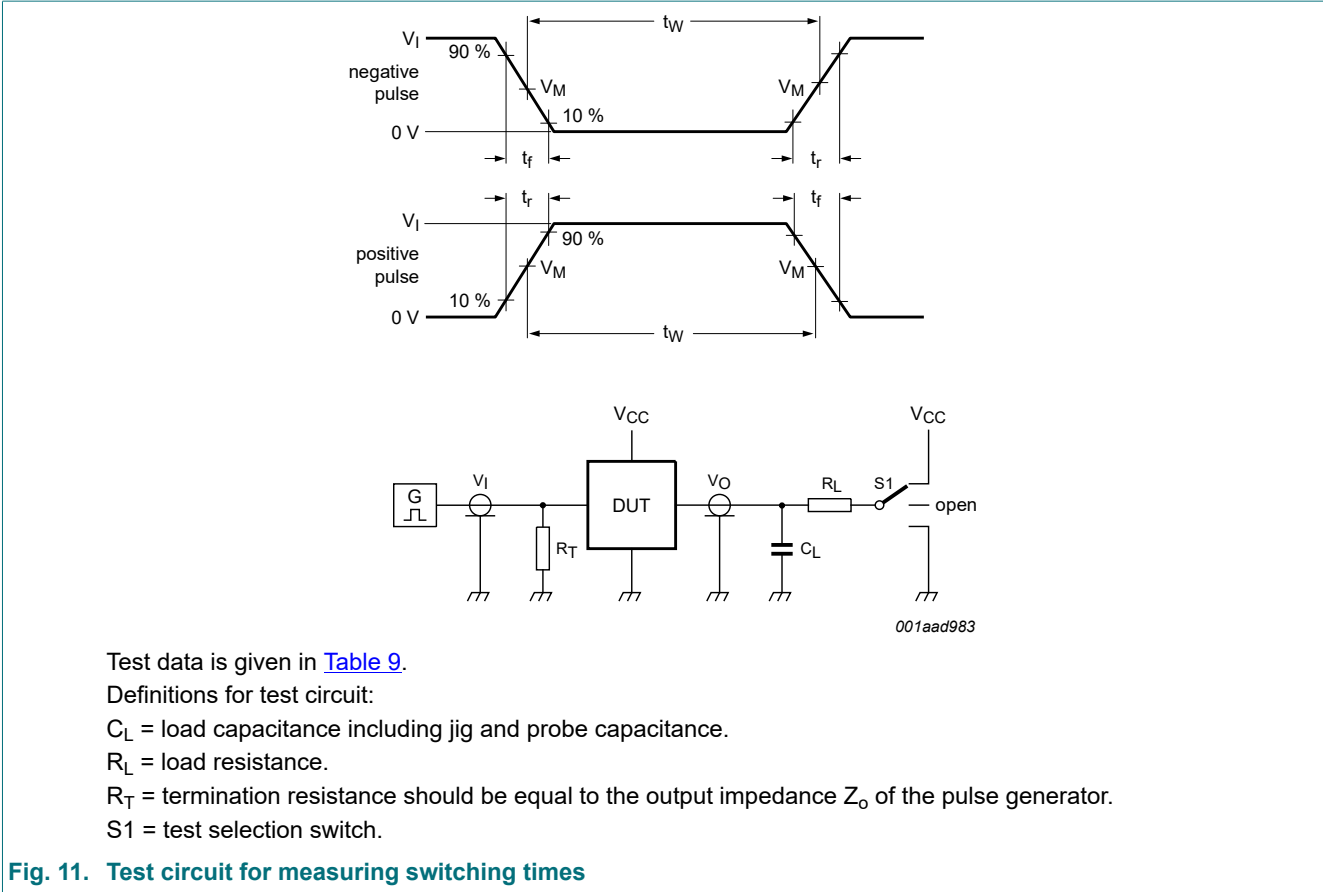 tW
VI
90 %
negative
pulse
VM
VM
10 %
0 V
tf
tr
tr
tf
VI
90 %
positive
pulse
VM
VM
10 %
0 V
tW
VCC
VCC
VI
VO
RL
S1
G
DUT
open
RT
CL
001aad983
Test data is given in Table 9.
Definitions for test circuit:
CL = load capacitance including jig and probe capacitance.
RL = load resistance.
RT = termination resistance should be equal to the output impedance Zo of the pulse generator.
S1 = test selection switch.
Fig. 11. Test circuit for measuring switching times